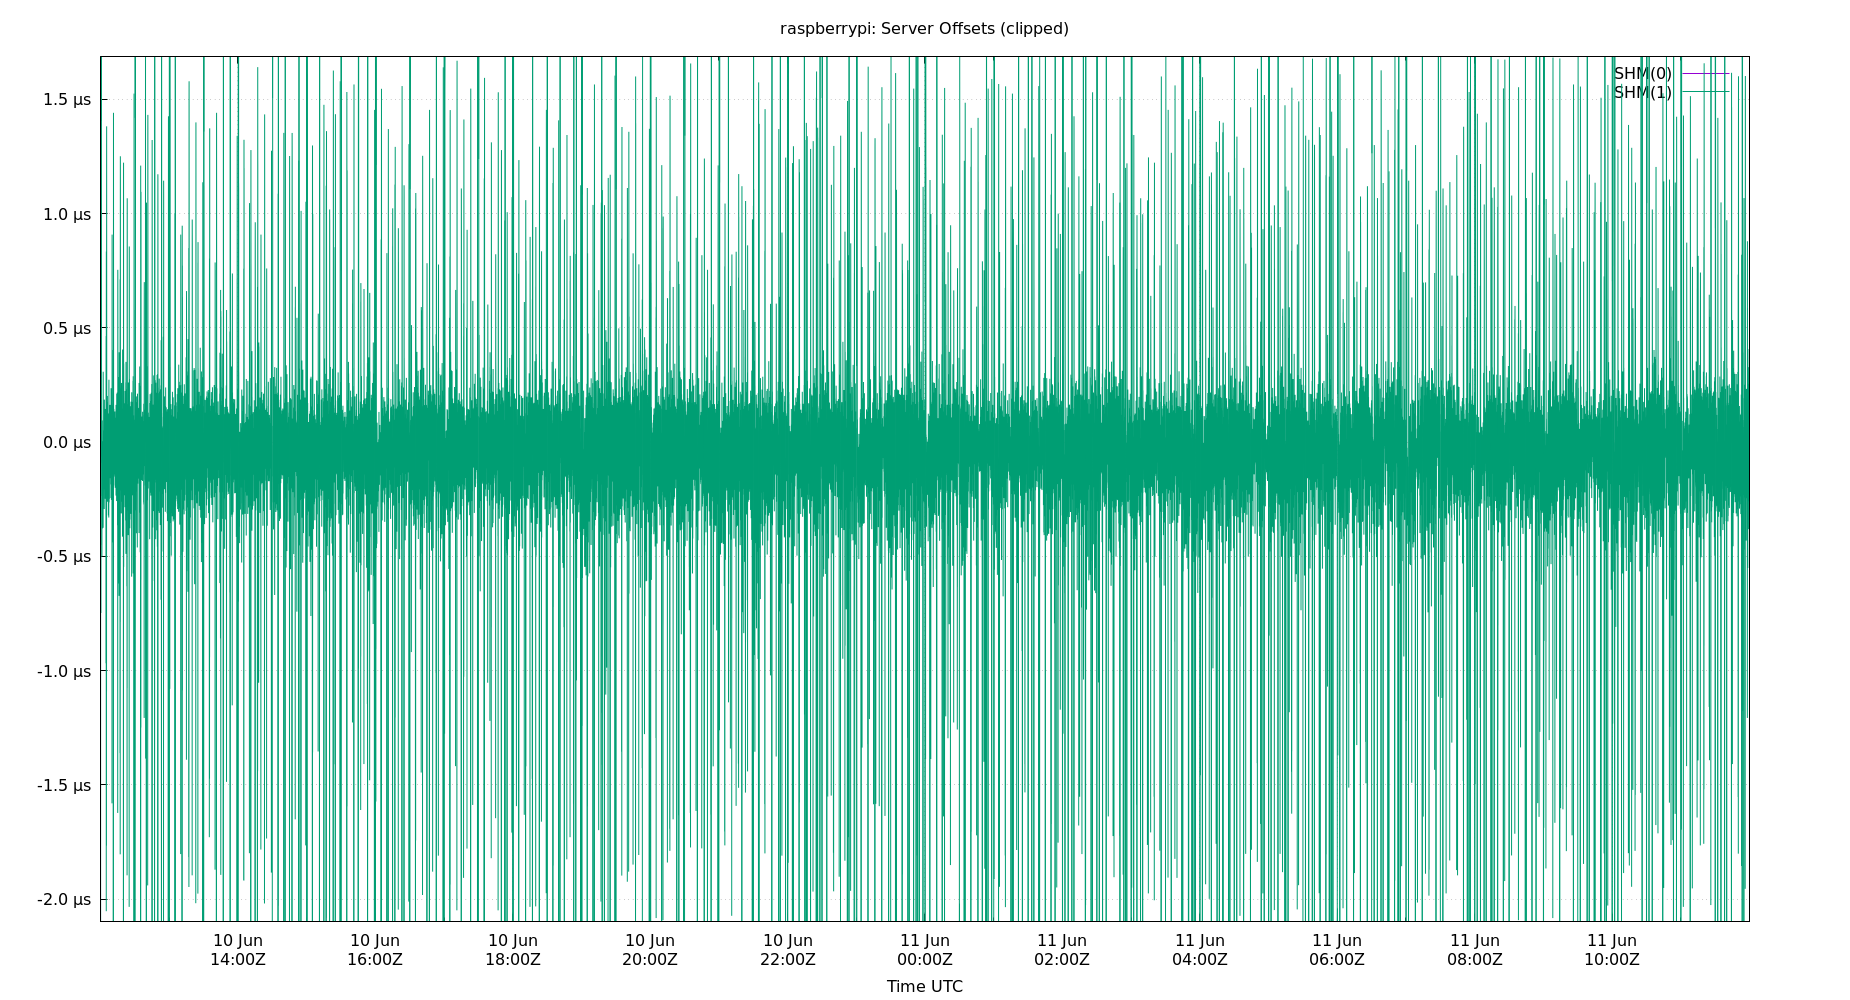 raspberrypi: Server Offsets (clipped)
SHM(0)
SHM(1)
1.5 μs
1.0 μs
0.5 μs
0.0 μs
-0.5 μs
-1.0 μs
-1.5 μs
-2.0 μs
10 Jun 10 Jun 10 Jun 10 Jun 10 Jun 11 Jun 11 Jun 11 Jun 11 Jun 11 Jun 11 Jun
14:00Z 16:00Z 18:00Z 20:00Z 22:00Z 00:00Z 02:00Z 04:00Z 06:00Z 08:00Z 10:00Z
Time UTC